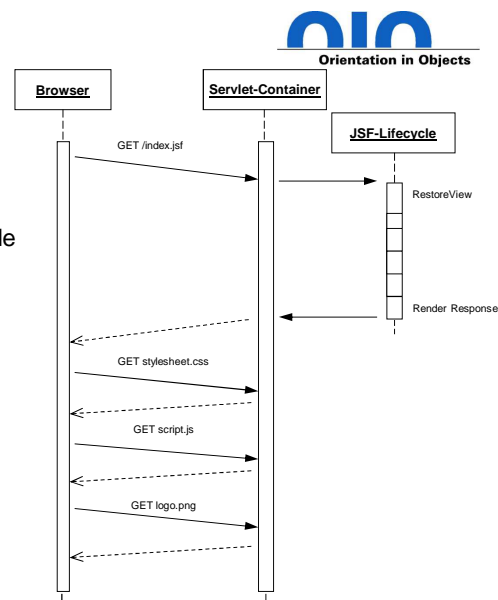 OIO
Orientation in Objects
Browser
Servlet-Container
JSF-Lifecycle
GET /index.jsf
RestoreView
Render Response
GET stylesheet.css
GET script.js
GET logo.png